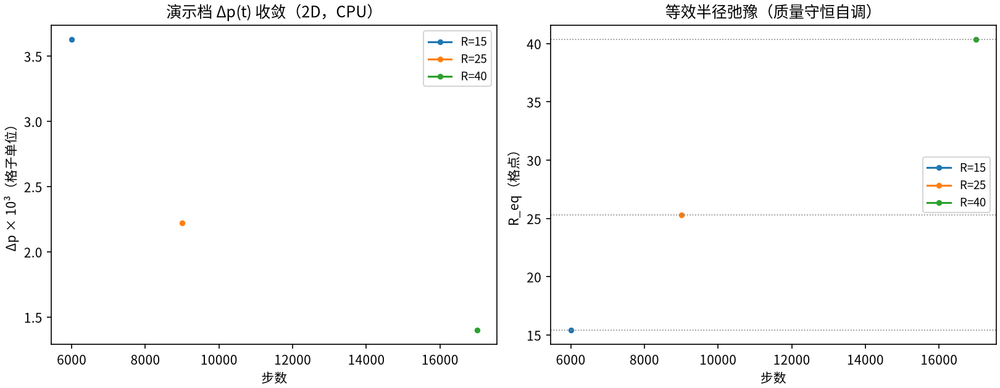 演示档 Δp(t) 收敛（2D，CPU）
Δp × 10³（格子单位）
3.5
3.0
2.5
2.0
1.5
R=15
R=25
R=40
6000 8000 10000 12000 14000 16000
步数
等效半径弛豫（质量守恒自调）
R_eq（格点）
40
35
30
25
20
15
R=15
R=25
R=40
6000 8000 10000 12000 14000 16000
步数